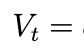 V_t =